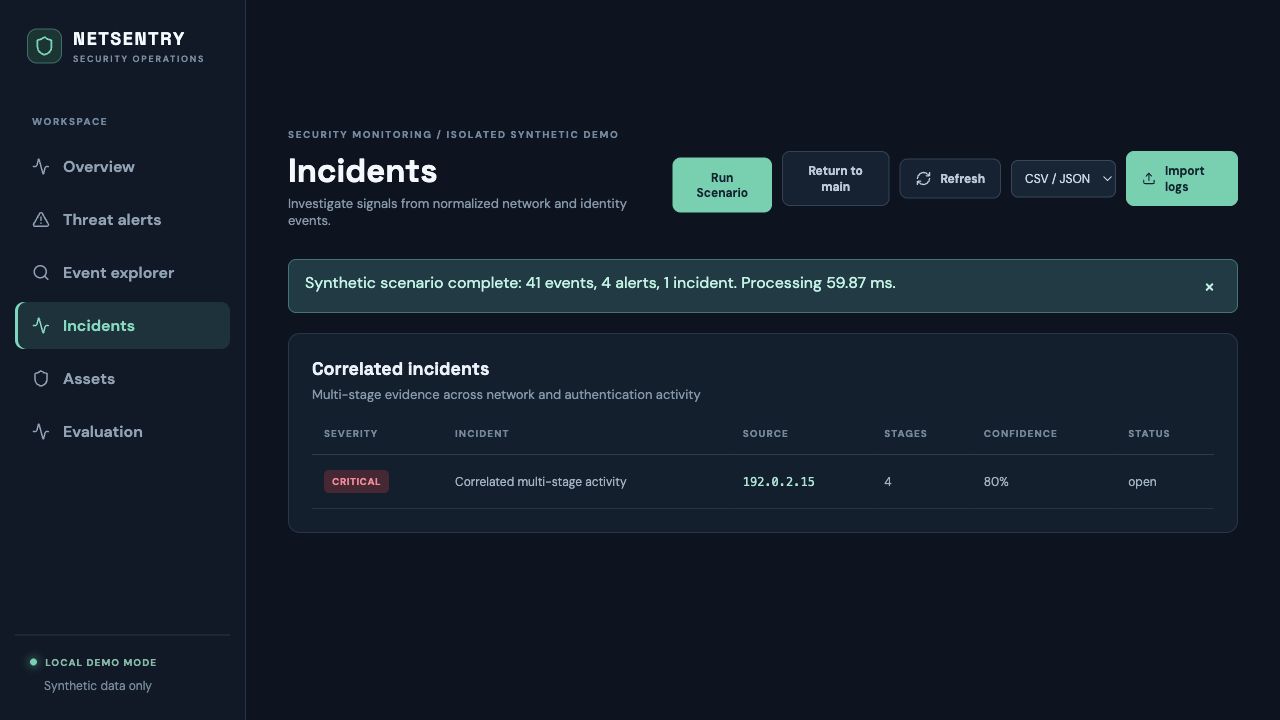 NETSENTRY
SECURITY OPERATIONS
WORKSPACE
Overview
Threat alerts
Event explorer
Incidents
Assets
Evaluation
LOCAL DEMO MODE
Synthetic data only
SECURITY MONITORING / ISOLATED SYNTHETIC DEMO
Incidents
Investigate signals from normalized network and identity
events.
Run
Scenario
Return to
main
Refresh
CSV / JSON
Import
logs
Synthetic scenario complete: 41 events, 4 alerts, 1 incident. Processing 59.87 ms.
×
Correlated incidents
Multi-stage evidence across network and authentication activity
SEVERITY INCIDENT SOURCE STAGES CONFIDENCE STATUS
CRITICAL Correlated multi-stage activity 192.0.2.15 4 80% open